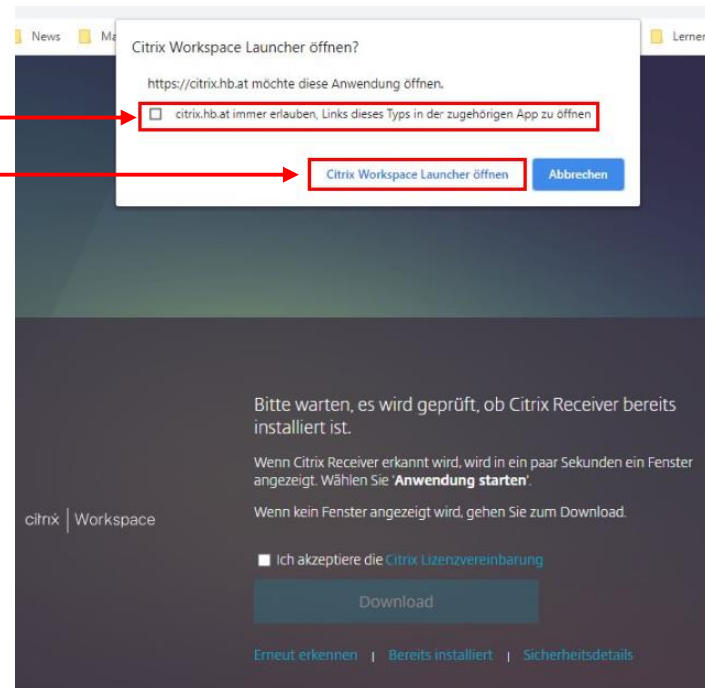 News
Ma
Lerner
Citrix Workspace Launcher öffnen?
https://citrix.hb.at möchte diese Anwendung öffnen.
citrix.hb.at immer erlauben, Links dieses Typs in der zugehörigen App zu öffnen
Citrix Workspace Launcher öffnen
Abbrechen
Bitte warten, es wird geprüft, ob Citrix Receiver bereits
installiert ist.
Wenn Citrix Receiver erkannt wird, wird in ein paar Sekunden ein Fenster
angezeigt. Wählen Sie 'Anwendung starten'.
citrix | Workspace
Wenn kein Fenster angezeigt wird, gehen Sie zum Download.
Ich akzeptiere die Citrix Lizenzvereinbarung
Download
Erneut erkennen | Bereits installiert | Sicherheitsdetails